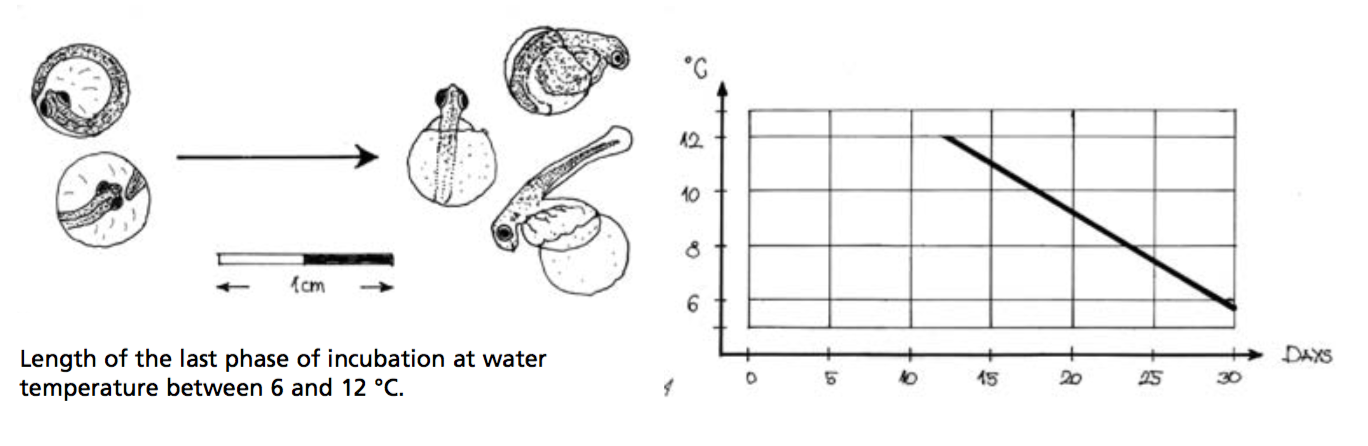 1cm
Length of the last phase of incubation at water
temperature between 6 and 12 °C.
°C
12
10
8
6
0 5 10 15 20 25 30
DAYS